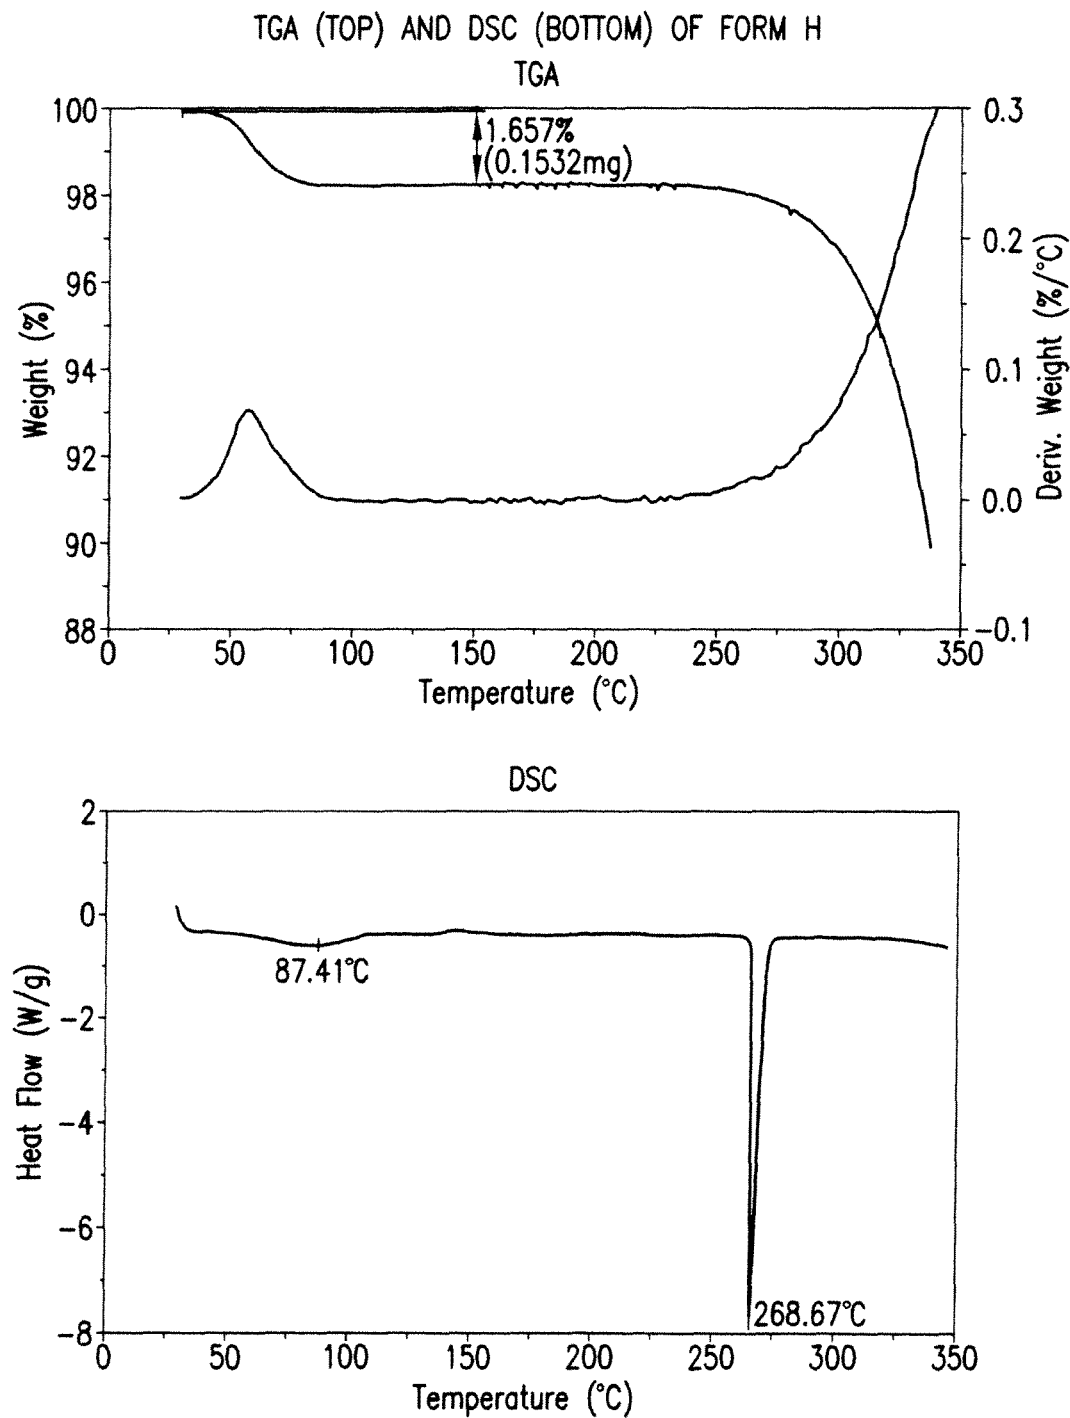 TGA (TOP) AND DSC (BOTTOM) OF FORM H
TGA
100
98
96
94
92
90
88
Weight (%)
1.657%
(0.1532mg)
0.3
0.2
0.1
0.0
-0.1
Deriv. Weight (%/°C)
0 50 100 150 200 250 300 350
Temperature (°C)
DSC
2
0
-2
-4
-6
-8
Heat Flow (W/g)
87.41°C
268.67°C
0 50 100 150 200 250 300 350
Temperature (°C)